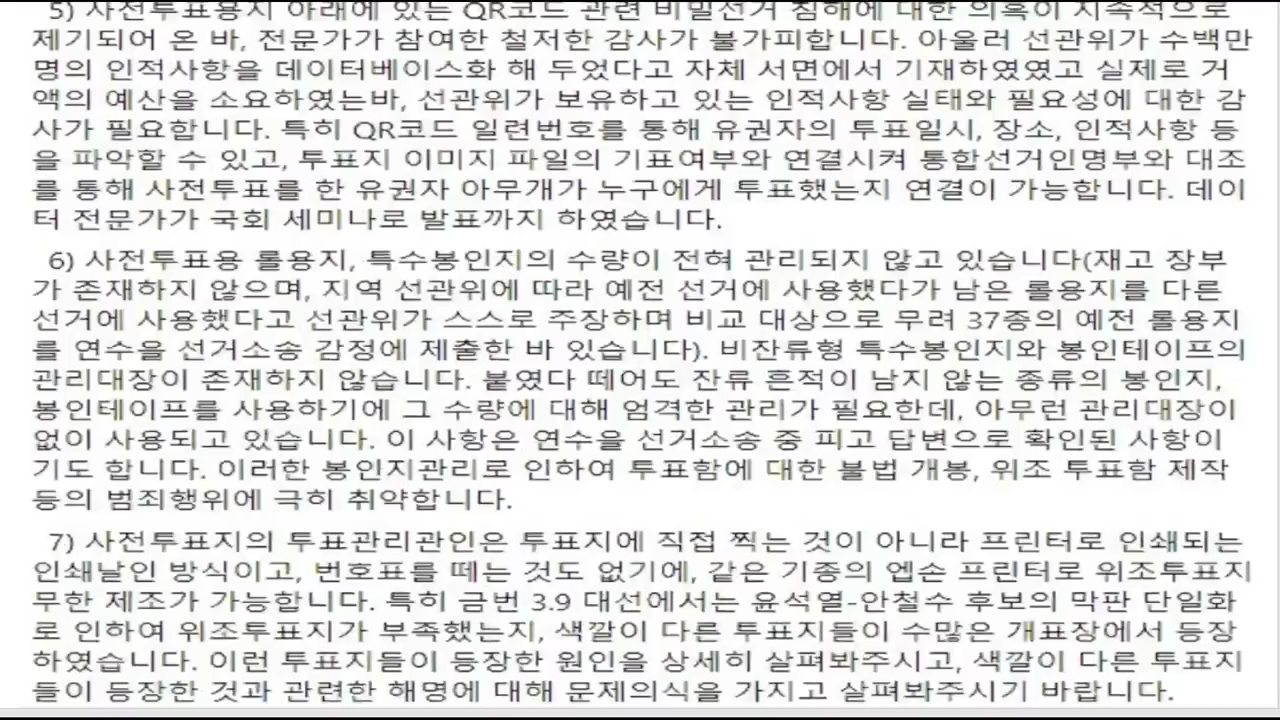 5) 사전투표용지 아래에 있는 QR코드 관련 비밀선거 침해에 대한 의혹이 지속적으로
제기되어 온 바, 전문가가 참여한 철저한 감사가 불가피합니다. 아울러 선관위가 수백만
명의 인적사항을 데이터베이스화 해 두었다고 자체 서면에서 기재하였였고 실제로 거
액의 예산을 소요하였는바, 선관위가 보유하고 있는 인적사항 실태와 필요성에 대한 감
사가 필요합니다. 특히 QR코드 일련번호를 통해 유권자의 투표일시, 장소, 인적사항 등
을 파악할 수 있고, 투표지 이미지 파일의 기표여부와 연결시켜 통합선거인명부와 대조
를 통해 사전투표를 한 유권자 아무개가 누구에게 투표했는지 연결이 가능합니다. 데이
터 전문가가 국회 세미나로 발표까지 하였습니다.
6) 사전투표용 롤용지, 특수봉인지의 수량이 전혀 관리되지 않고 있습니다(재고 장부
가 존재하지 않으며, 지역 선관위에 따라 예전 선거에 사용했다가 남은 롤용지를 다른
선거에 사용했다고 선관위가 스스로 주장하며 비교 대상으로 무려 37종의 예전 롤용지
를 연수을 선거소송 감정에 제출한 바 있습니다). 비잔류형 특수봉인지와 봉인테이프의
관리대장이 존재하지 않습니다. 붙였다 떼어도 잔류 흔적이 남지 않는 종류의 봉인지,
봉인테이프를 사용하기에 그 수량에 대해 엄격한 관리가 필요한데, 아무런 관리대장이
없이 사용되고 있습니다. 이 사항은 연수을 선거소송 중 피고 답변으로 확인된 사항이
기도 합니다. 이러한 봉인지관리로 인하여 투표함에 대한 불법 개봉, 위조 투표함 제작
등의 범죄행위에 극히 취약합니다.
7) 사전투표지의 투표관리관인은 투표지에 직접 찍는 것이 아니라 프린터로 인쇄되는
인쇄날인 방식이고, 번호표를 떼는 것도 없기에, 같은 기종의 엡손 프린터로 위조투표지
무한 제조가 가능합니다. 특히 금번 3.9 대선에서는 윤석열-안철수 후보의 막판 단일화
로 인하여 위조투표지가 부족했는지, 색깔이 다른 투표지들이 수많은 개표장에서 등장
하였습니다. 이런 투표지들이 등장한 원인을 상세히 살펴봐주시고, 색깔이 다른 투표지
들이 등장한 것과 관련한 해명에 대해 문제의식을 가지고 살펴봐주시기 바랍니다.